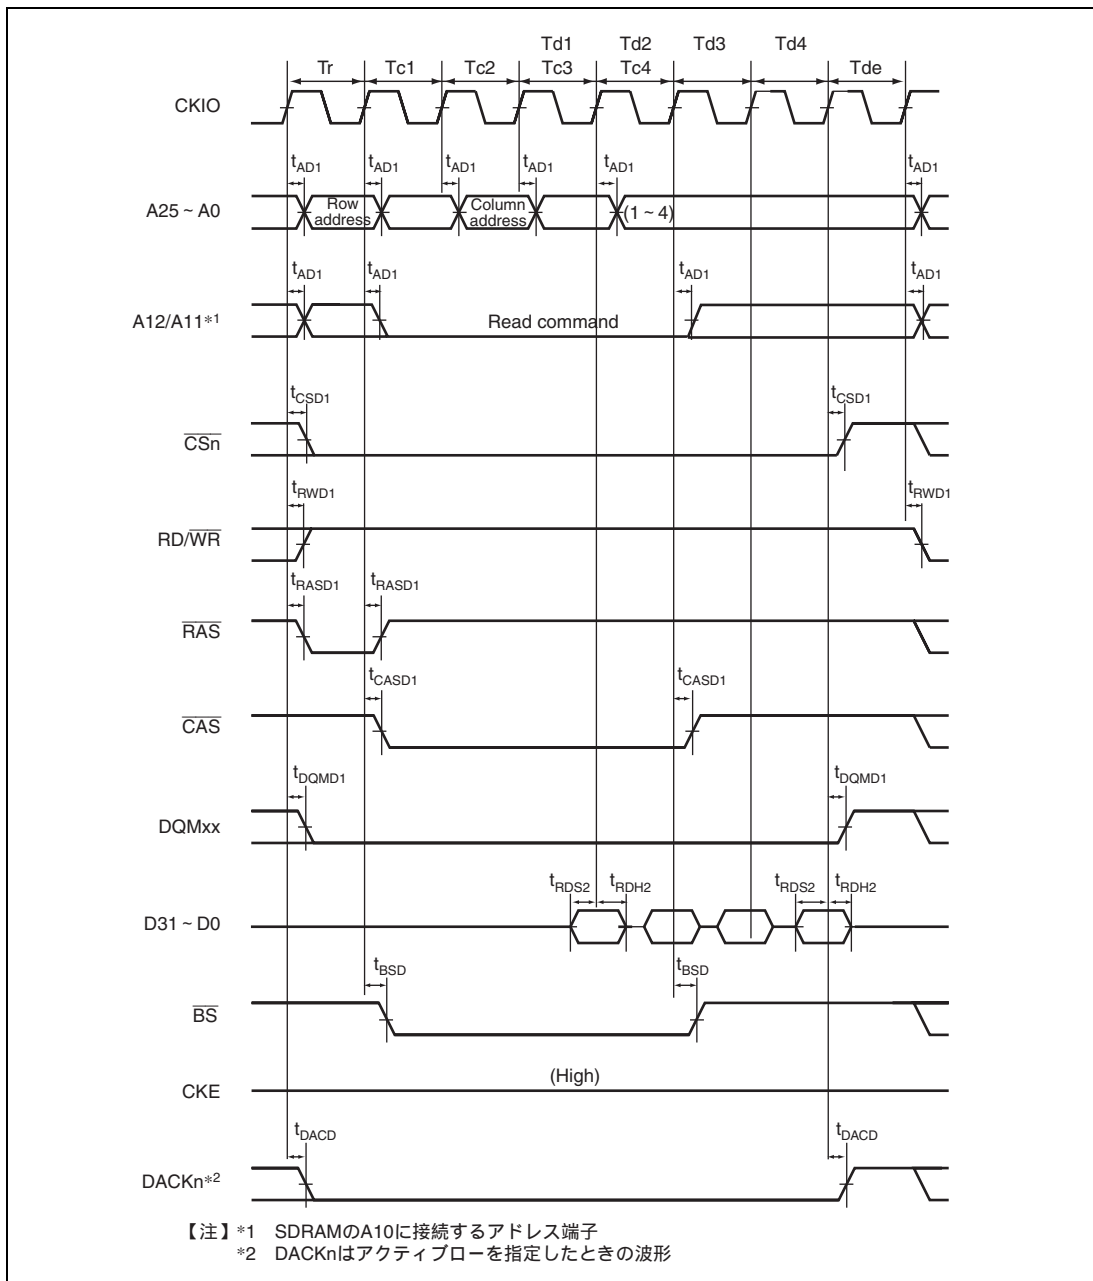 Td1 Td2 Td3 Td4
Tr Tc1 Tc2 Tc3 Tc4 Tde
CKIO
tAD1 tAD1 tAD1 tAD1 tAD1 tAD1
A25 ~ A0
Row address
Column address
(1 ~ 4)
tAD1 tAD1 tAD1 tAD1
A12/A11*1
Read command
tCSD1 tCSD1
CSn
tRWD1 tRWD1
RD/WR
tRASD1 tRASD1
RAS
tCASD1 tCASD1
CAS
tDQMD1 tDQMD1
DQMxx
tRDS2 tRDH2 tRDS2 tRDH2
D31 ~ D0
tBSD tBSD
BS
(High)
CKE
tDACD tDACD
DACKn*2
【注】*1 SDRAMのA10に接続するアドレス端子
*2 DACKnはアクティブローを指定したときの波形